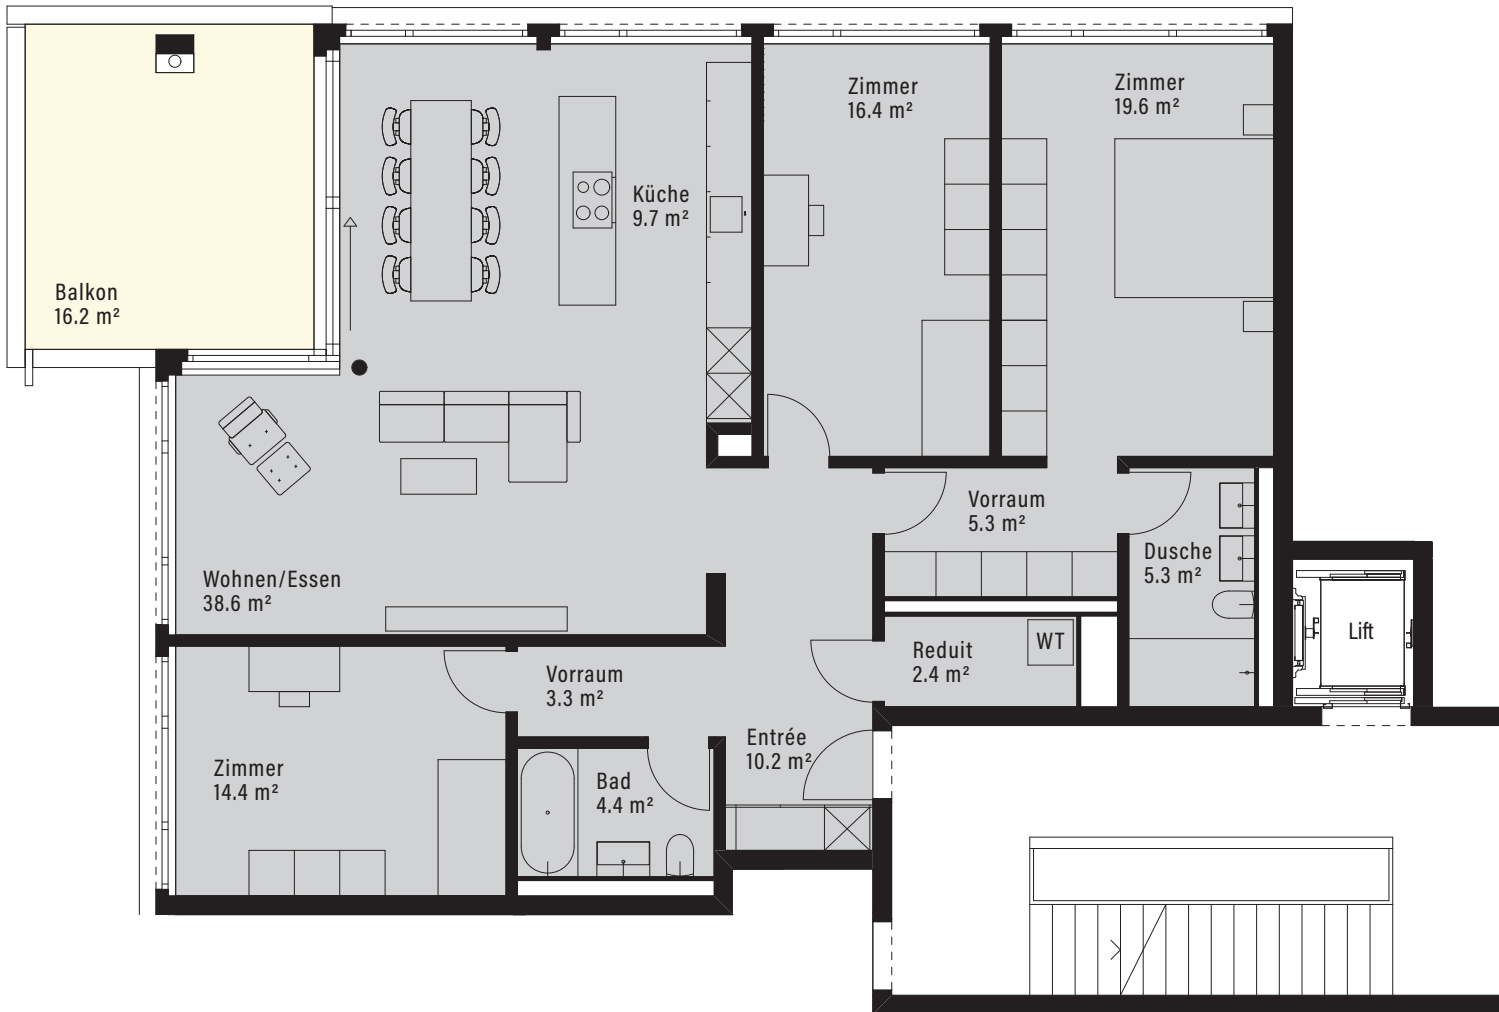 Zimmer
16.4 m²
Zimmer
19.6 m²
Küche
9.7 m²
Balkon
16.2 m²
Vorraum
5.3 m²
Dusche
5.3 m²
Wohnen/Essen
38.6 m²
Lift
WT
Reduit
2.4 m²
Vorraum
3.3 m²
Entrée
10.2 m²
Zimmer
14.4 m²
Bad
4.4 m²